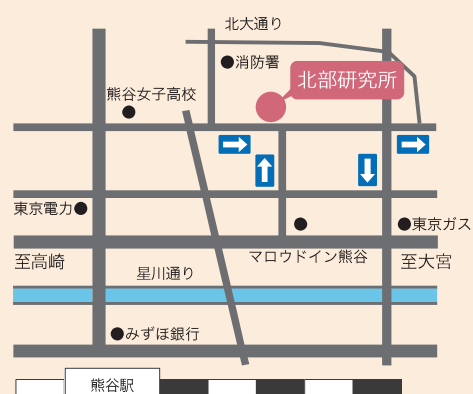 北大通り
消防署
北部研究所
熊谷女子高校
東京電力
東京ガス
マロウドイン熊谷
至高崎
至大宮
星川通り
みずほ銀行
熊谷駅